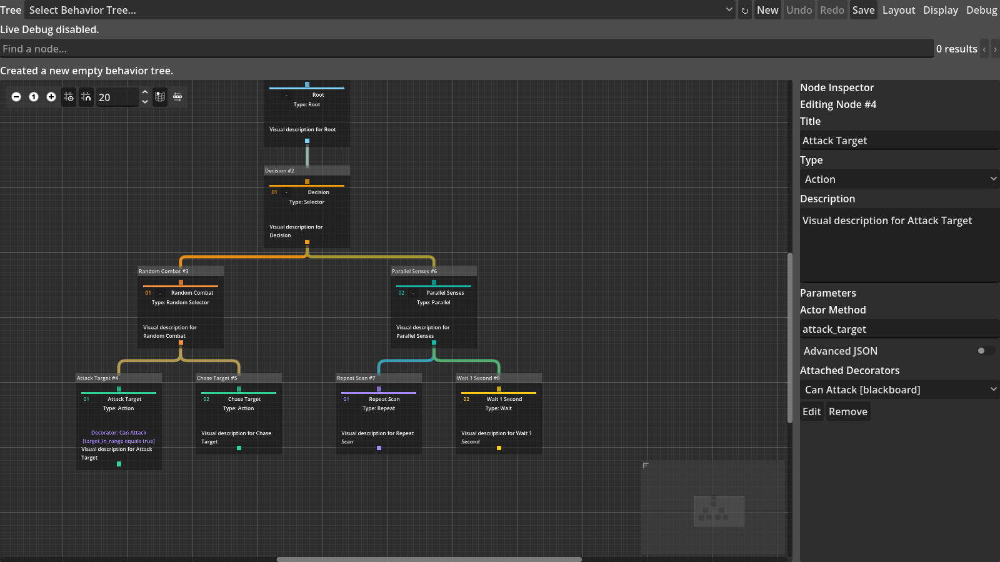 Tree Select Behavior Tree... New Undo Redo Save Layout Display Debug
Live Debug disabled.
Find a node... 0 results
Created a new empty behavior tree.
1 20
- Root
Type: Root
Visual description for Root
Decision #2
01 - Decision
Type: Selector
Visual description for
Decision
Random Combat #3
01 - Random Combat
Type: Random Selector
Visual description for
Random Combat
Parallel Senses #6
02 - Parallel Senses
Type: Parallel
Visual description for
Parallel Senses
Attack Target #4
01 Attack Target
Type: Action
Decorator: Can Attack
[target_in_range equals true]
Visual description for Attack
Target
Chase Target #5
02 Chase Target
Type: Action
Visual description for Chase
Target
Repeat Scan #7
01 Repeat Scan
Type: Repeat
Visual description for Repeat
Scan
Wait 1 Second #8
02 Wait 1 Second
Type: Wait
Visual description for Wait 1
Second
Node Inspector
Editing Node #4
Title
Attack Target
Type
Action
Description
Visual description for Attack Target
Parameters
Actor Method
attack_target
Advanced JSON
Attached Decorators
Can Attack [blackboard]
Edit Remove